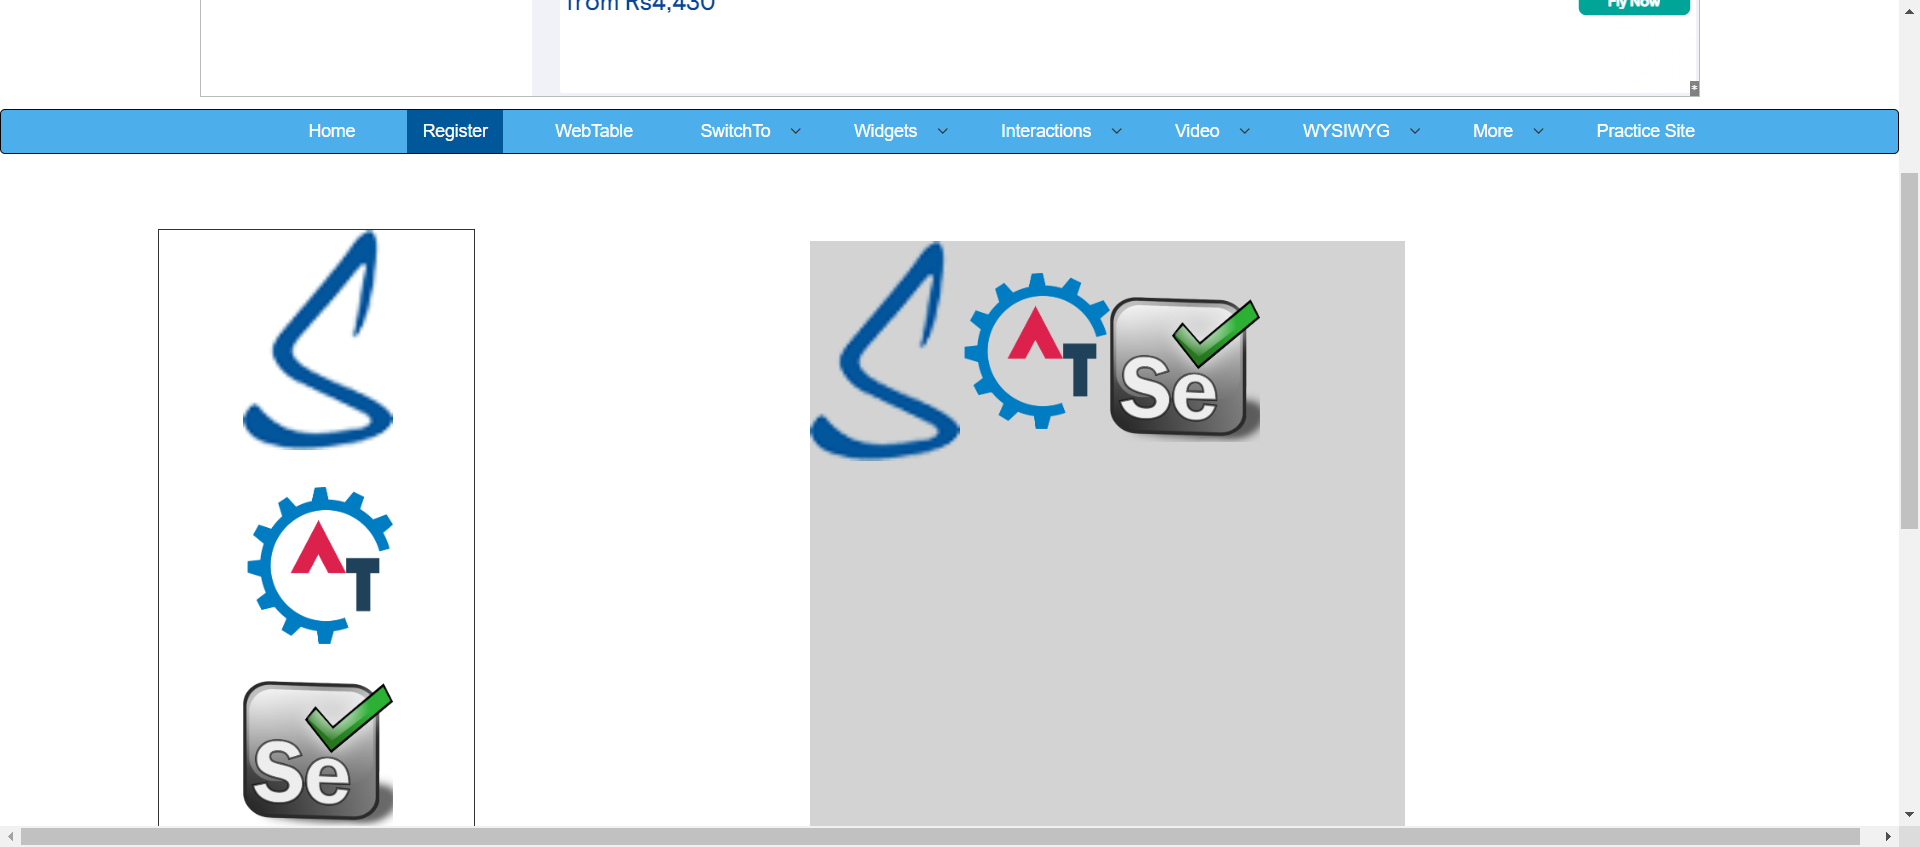 from Rs4,430
Fly Now
Home Register WebTable SwitchTo Widgets Interactions Video WYSIWYG More Practice Site
S
S AT Se
AT
Se